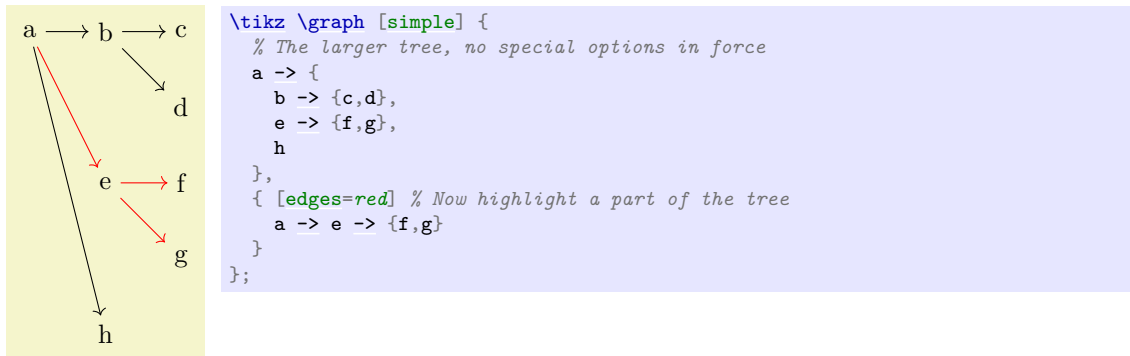 a b c
d
e f
g
h
\tikz \graph [simple] {
  % The larger tree, no special options in force
  a -> {
    b -> {c,d},
    e -> {f,g},
    h
  },
  { [edges=red] % Now highlight a part of the tree
    a -> e -> {f,g}
  }
};